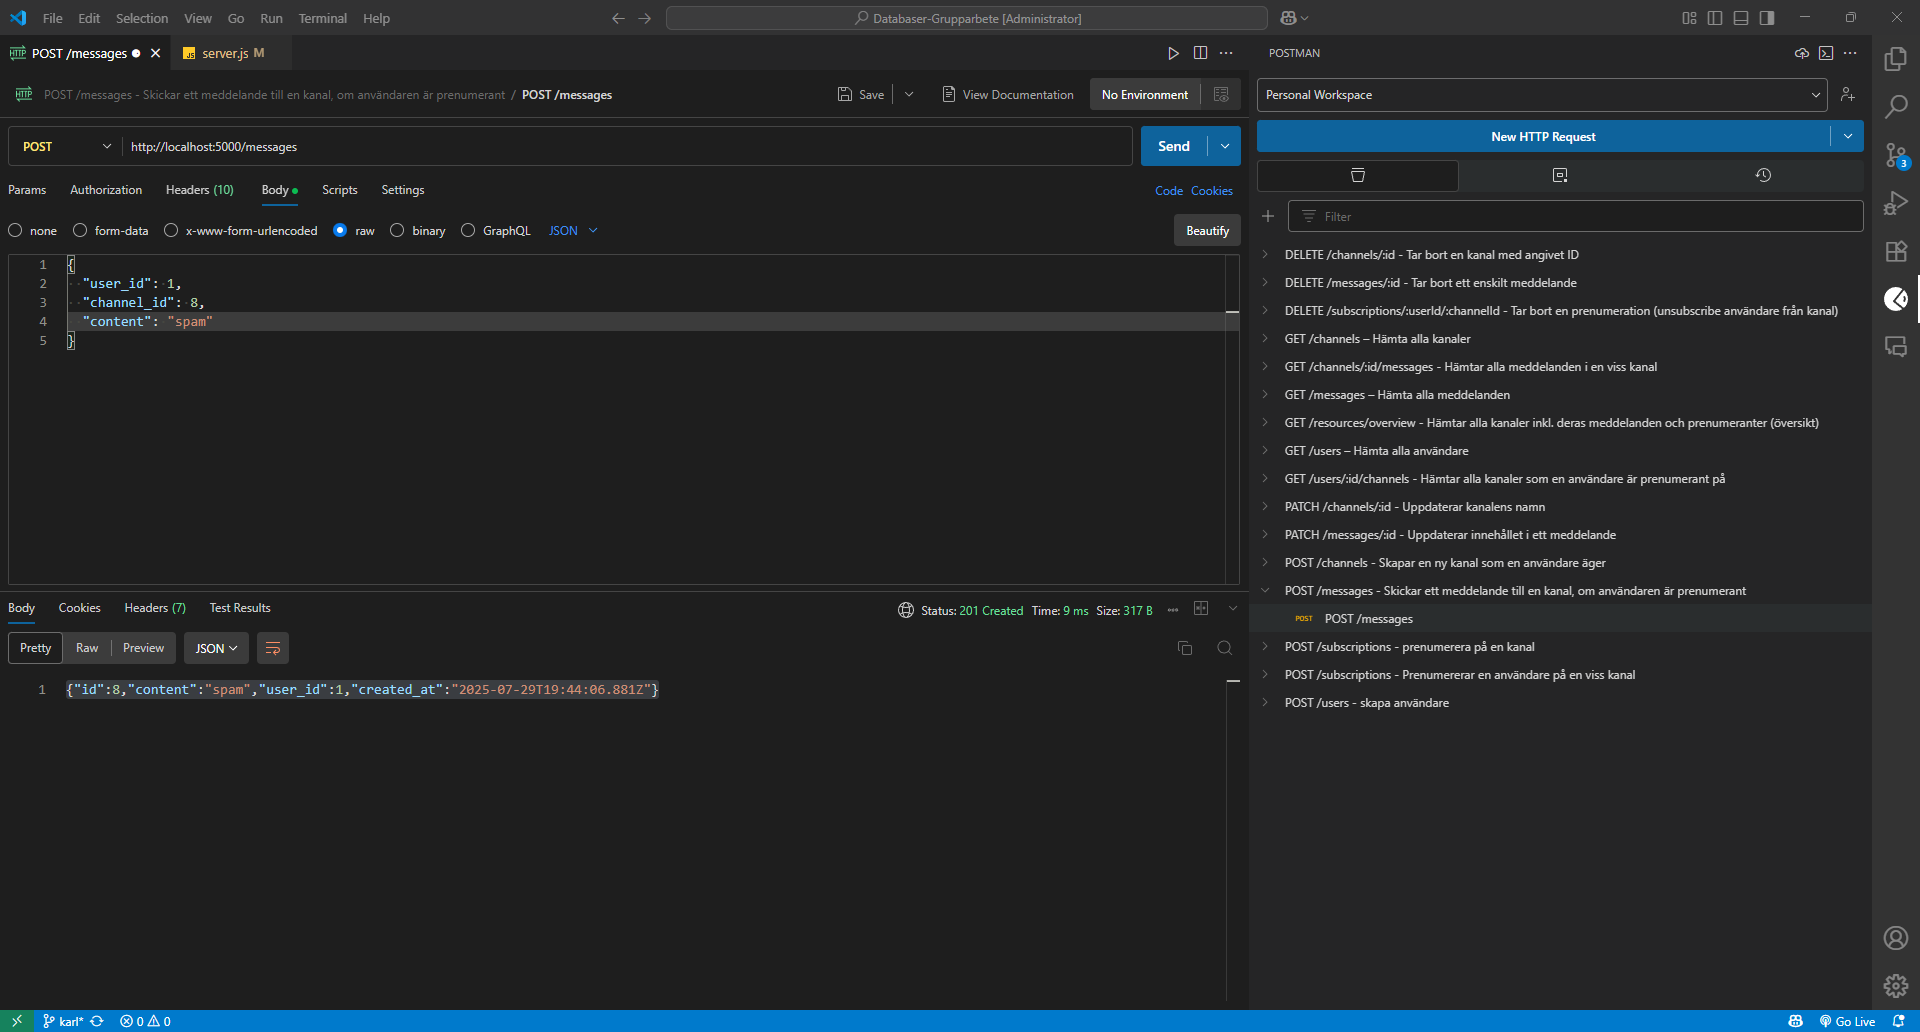 File Edit Selection View Go Run Terminal Help
Databaser-Grupparbete [Administrator]
POST /messages
server.js M
POST /messages - Skickar ett meddelande till en kanal, om användaren är prenumerant / POST /messages
Save
View Documentation
No Environment
POST
http://localhost:5000/messages
Send
Params Authorization Headers (10) Body Scripts Settings
Code Cookies
none form-data x-www-form-urlencoded raw binary GraphQL JSON
Beautify
1 {
2 "user_id": 1,
3 "channel_id": 8,
4 "content": "spam"
5 }
Body Cookies Headers (7) Test Results
Status: 201 Created Time: 9 ms Size: 317 B
Pretty Raw Preview JSON
1 {"id":8,"content":"spam","user_id":1,"created_at":"2025-07-29T19:44:06.881Z"}
POSTMAN
Personal Workspace
New HTTP Request
Filter
DELETE /channels/:id - Tar bort en kanal med angivet ID
DELETE /messages/:id - Tar bort ett enskilt meddelande
DELETE /subscriptions/:userId/:channelId - Tar bort en prenumeration (unsubscribe användare från kanal)
GET /channels – Hämta alla kanaler
GET /channels/:id/messages - Hämtar alla meddelanden i en viss kanal
GET /messages – Hämta alla meddelanden
GET /resources/overview - Hämtar alla kanaler inkl. deras meddelanden och prenumeranter (översikt)
GET /users – Hämta alla användare
GET /users/:id/channels - Hämtar alla kanaler som en användare är prenumerant på
PATCH /channels/:id - Uppdaterar kanalens namn
PATCH /messages/:id - Uppdaterar innehållet i ett meddelande
POST /channels - Skapar en ny kanal som en användare äger
POST /messages - Skickar ett meddelande till en kanal, om användaren är prenumerant
POST POST /messages
POST /subscriptions - prenumerera på en kanal
POST /subscriptions - Prenumererar en användare på en viss kanal
POST /users - skapa användare
3
karl* 0 0
Go Live